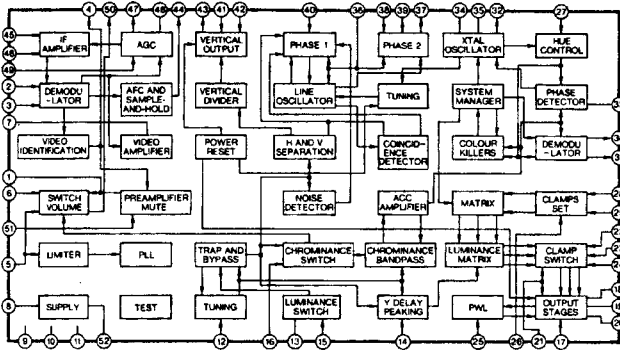 4 50 47 48 44 43 41 42 40 36 38 39 37 34 35 32 27
45
46
49
2
3
7
1
6
51
5
8
IF AMPLIFIER
AGC
VERTICAL OUTPUT
PHASE 1
PHASE 2
XTAL OSCILLATOR
HUE CONTROL
DEMODU -LATOR
AFC AND SAMPLE- AND-HOLD
VERTICAL DIVIDER
LINE OSCILLATOR
TUNING
SYSTEM MANAGER
PHASE DETECTOR
VIDEO IDENTIFICATION
VIDEO AMPLIFIER
POWER RESET
H AND V SEPARATION
COINCID- ENCE DETECTOR
COLOUR KILLERS
DEMODU -LATOR
SWITCH VOLUME
PREAMPLIFIER MUTE
NOISE DETECTOR
ACC AMPLIFIER
MATRIX
CLAMPS SET
LIMITER
PLL
TRAP AND BYPASS
CHROMINANCE SWITCH
CHROMINANCE BANDPASS
LUMINANCE MATRIX
CLAMP SWITCH
SUPPLY
TEST
TUNING
LUMINANCE SWITCH
Y DELAY PEAKING
PWL
OUTPUT STAGES
9 10 11 52 12 16 13 15 14 25 26 21 17